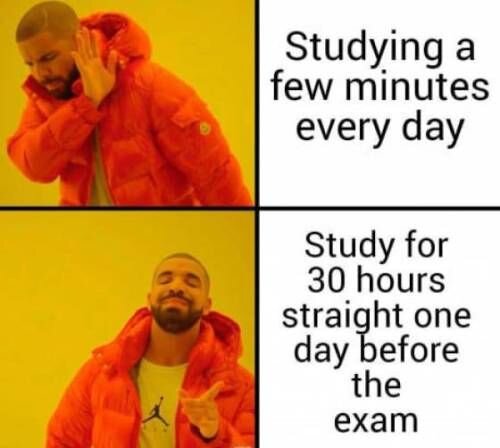 Studying a
few minutes
every day
Study for
30 hours
straight one
day before
the
exam